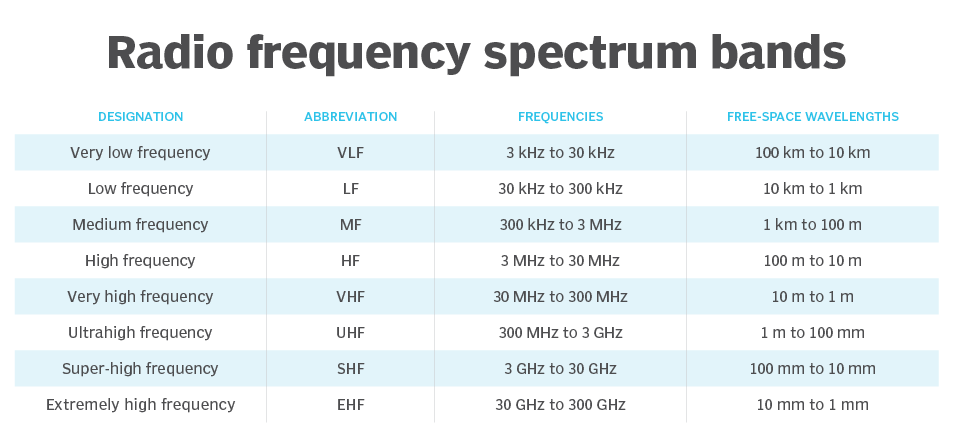 Radio frequency spectrum bands
DESIGNATION ABBREVIATION FREQUENCIES FREE-SPACE WAVELENGTHS
Very low frequency VLF 3 kHz to 30 kHz 100 km to 10 km
Low frequency LF 30 kHz to 300 kHz 10 km to 1 km
Medium frequency MF 300 kHz to 3 MHz 1 km to 100 m
High frequency HF 3 MHz to 30 MHz 100 m to 10 m
Very high frequency VHF 30 MHz to 300 MHz 10 m to 1 m
Ultrahigh frequency UHF 300 MHz to 3 GHz 1 m to 100 mm
Super-high frequency SHF 3 GHz to 30 GHz 100 mm to 10 mm
Extremely high frequency EHF 30 GHz to 300 GHz 10 mm to 1 mm